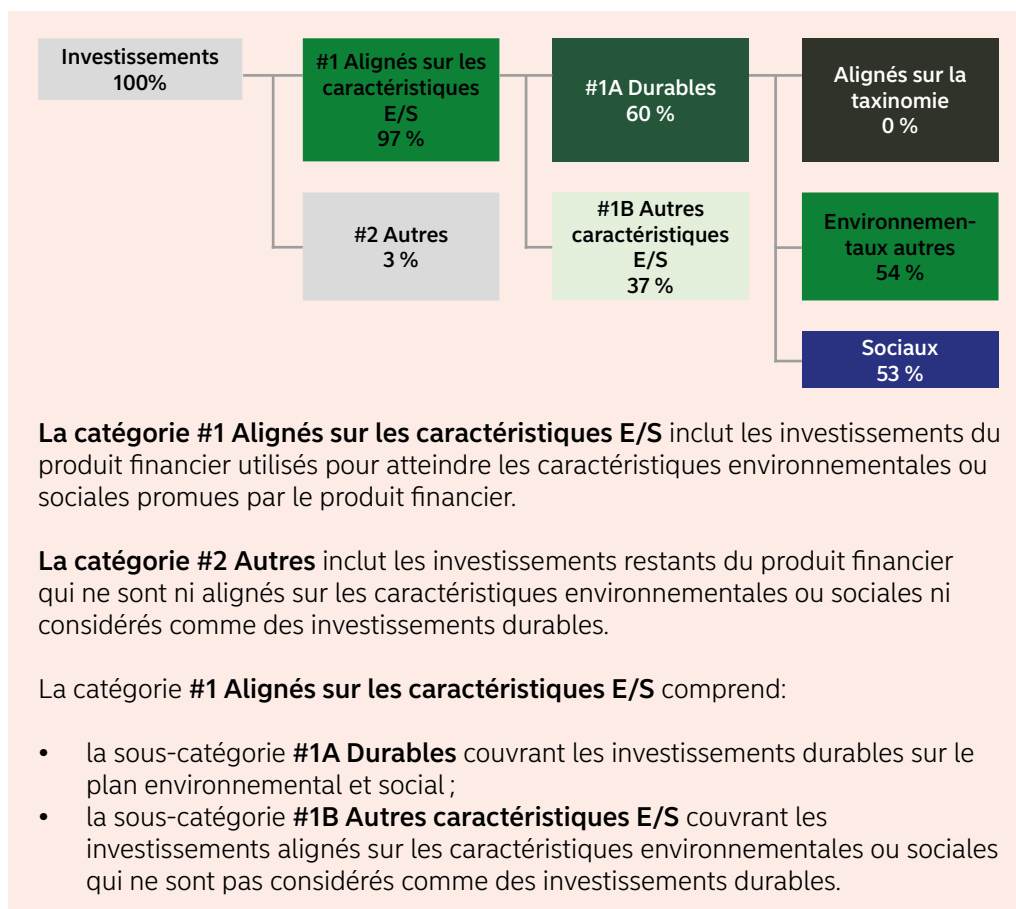 Investissements
100%
#1 Alignés sur les
caractéristiques
E/S
97 %
#1A Durables
60 %
Alignés sur la
taxinomie
0 %
#2 Autres
3 %
#1B Autres
caractéristiques
E/S
37 %
Environnemen-
taux autres
54 %
Sociaux
53 %
La catégorie #1 Alignés sur les caractéristiques E/S inclut les investissements du
produit financier utilisés pour atteindre les caractéristiques environnementales ou
sociales promues par le produit financier.
La catégorie #2 Autres inclut les investissements restants du produit financier
qui ne sont ni alignés sur les caractéristiques environnementales ou sociales ni
considérés comme des investissements durables.
La catégorie #1 Alignés sur les caractéristiques E/S comprend:
• la sous-catégorie #1A Durables couvrant les investissements durables sur le
plan environnemental et social ;
• la sous-catégorie #1B Autres caractéristiques E/S couvrant les
investissements alignés sur les caractéristiques environnementales ou sociales
qui ne sont pas considérés comme des investissements durables.